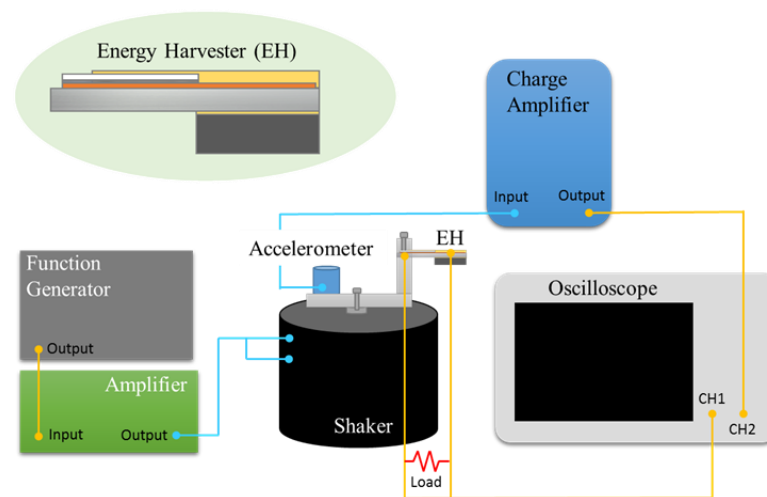 Energy Harvester (EH)
Charge
Amplifier
Input
Output
Accelerometer
EH
Function
Generator
Output
Amplifier
Input
Output
Shaker
Load
Oscilloscope
CH1
CH2